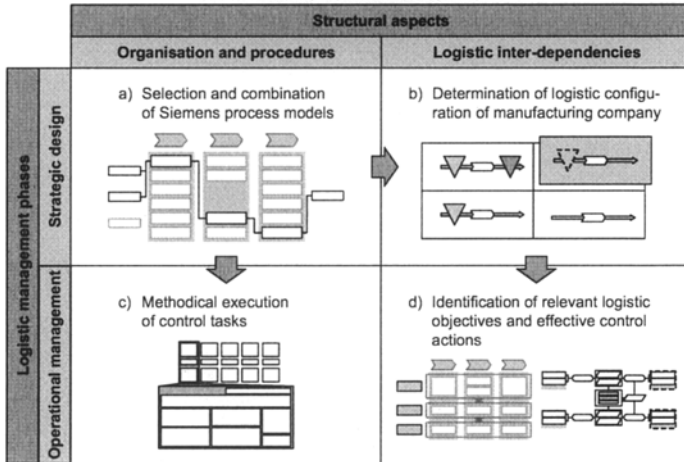 Structural aspects
Organisation and procedures
Logistic inter-dependencies
Logistic management phases
Strategic design
a) Selection and combination
of Siemens process models
b) Determination of logistic configu-
ration of manufacturing company
Operational management
c) Methodical execution
of control tasks
d) Identification of relevant logistic
objectives and effective control
actions